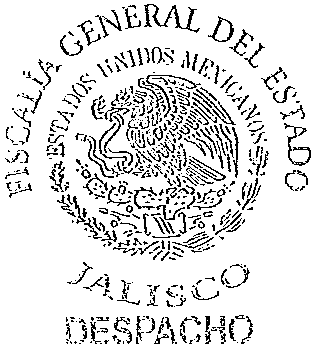 FISCALÍA GENERAL DEL ESTADO
ESTADOS UNIDOS MEXICANOS
JALISCO
DESPACHO